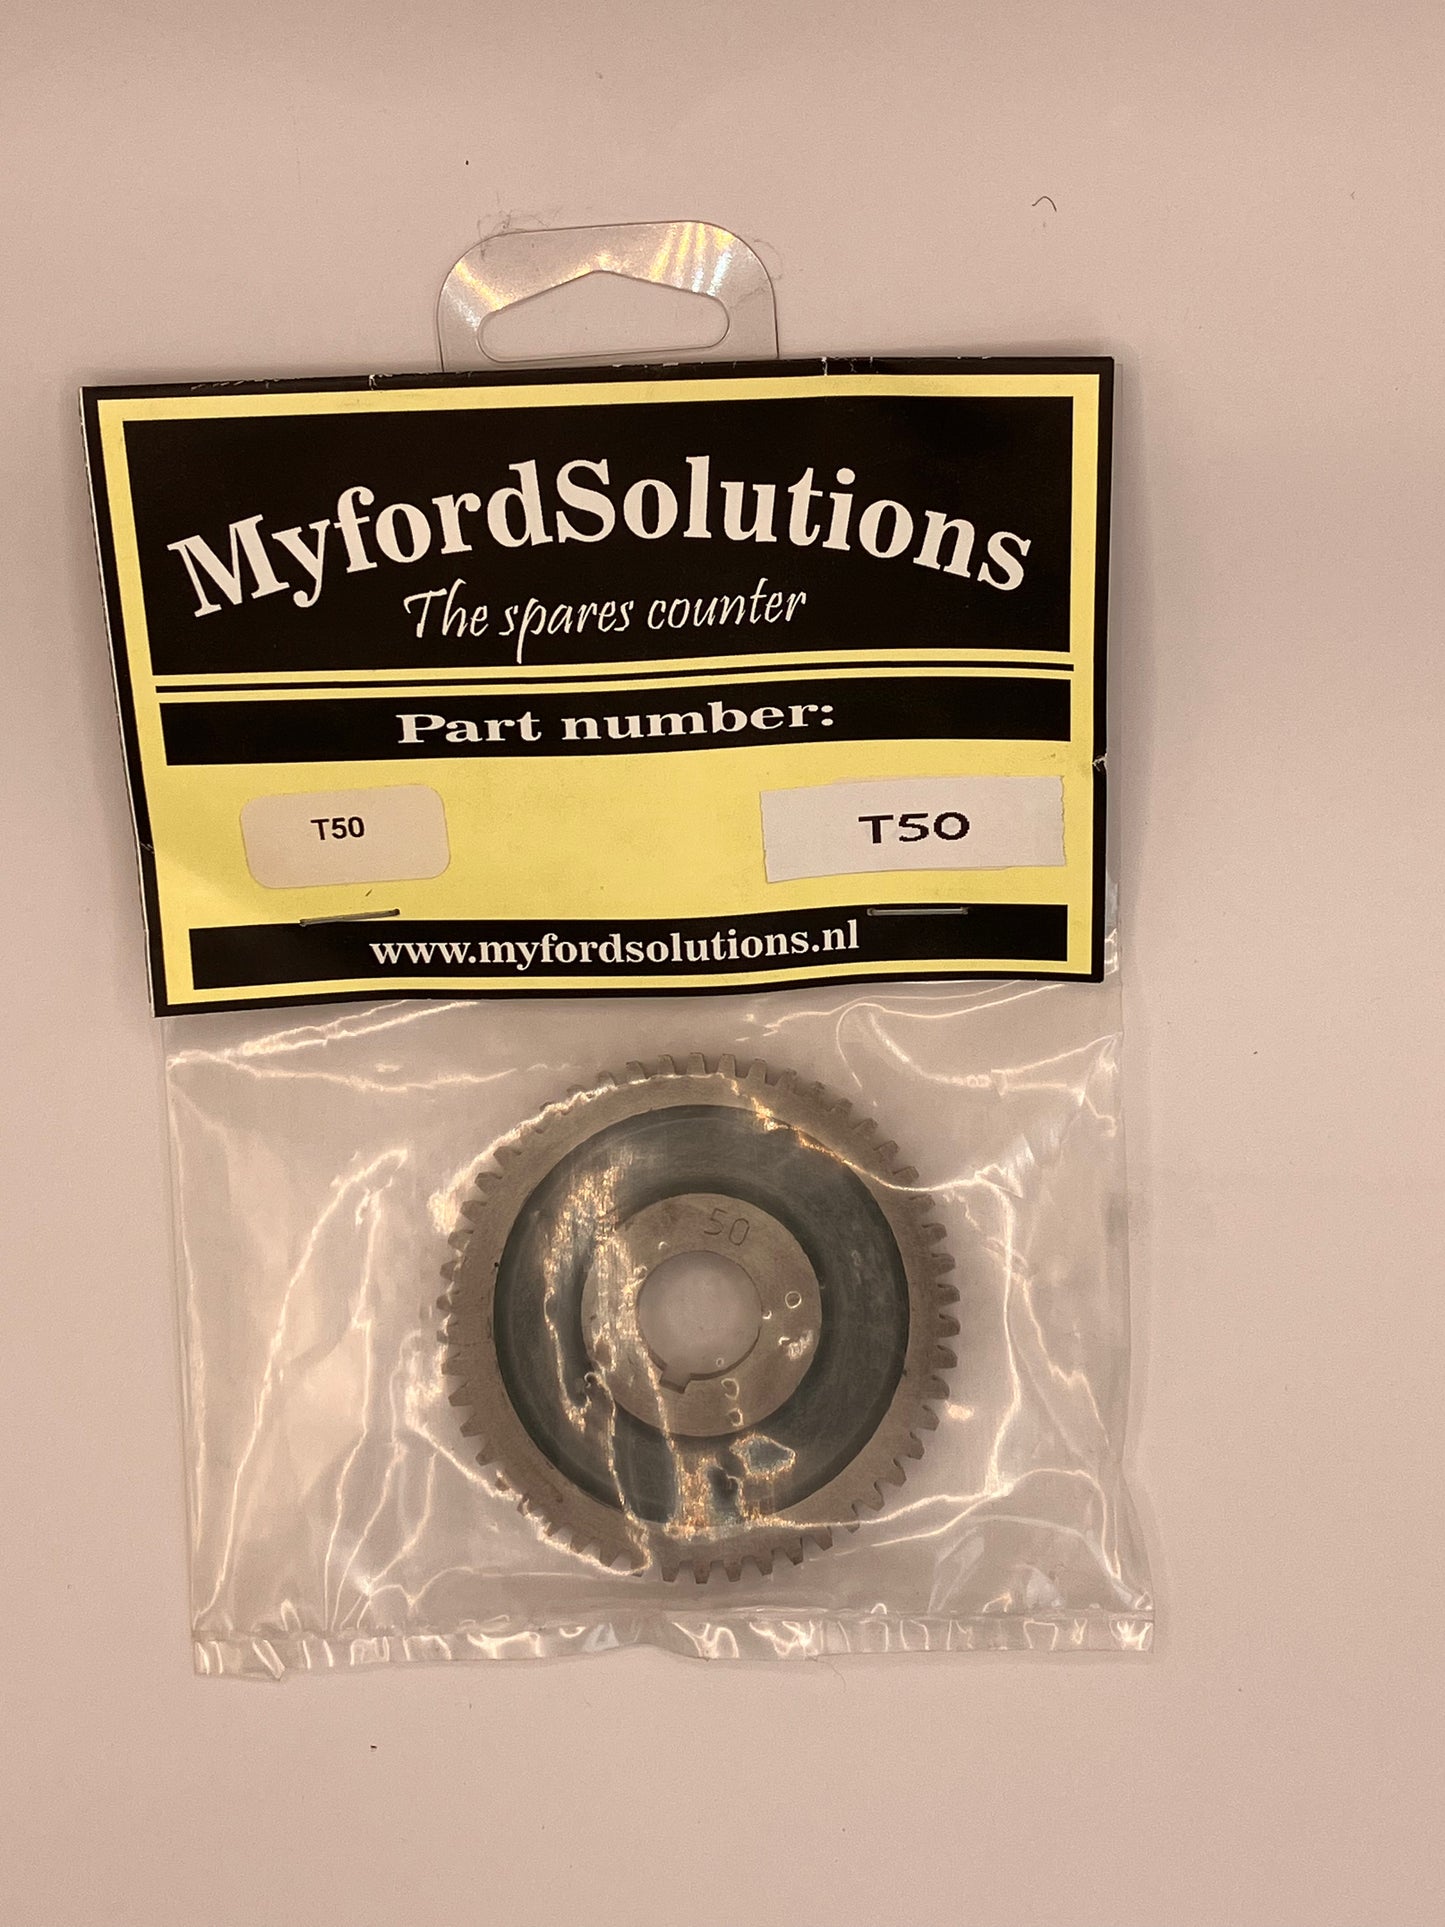 MyfordSolutions
The spares counter
Part number:
T50
T50
www.myfordsolutions.nl
50